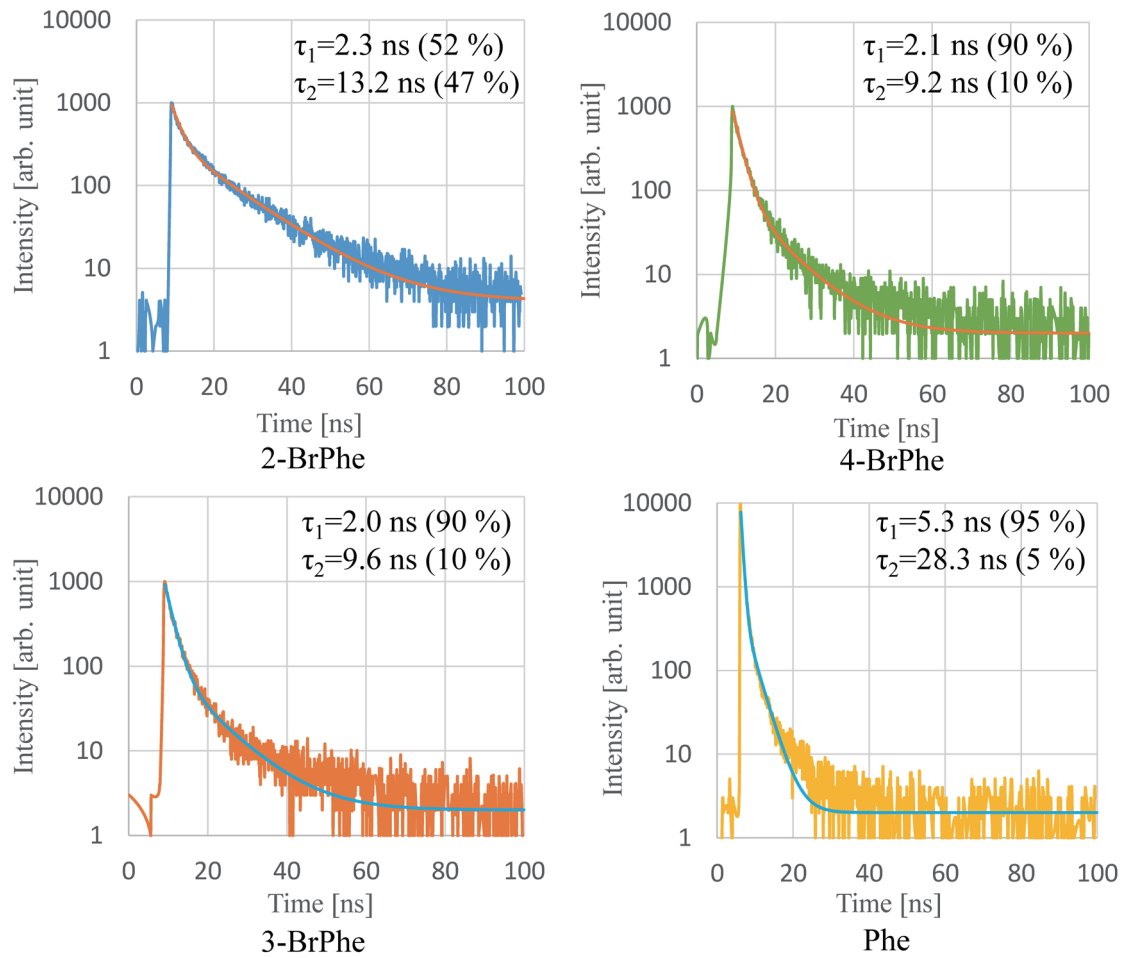 10000
1000
100
10
1
Intensity [arb. unit]
τ1=2.3 ns (52 %)
τ2=13.2 ns (47 %)
0 20 40 60 80 100
Time [ns]
2-BrPhe
10000
1000
100
10
1
Intensity [arb. unit]
τ1=2.1 ns (90 %)
τ2=9.2 ns (10 %)
0 20 40 60 80 100
Time [ns]
4-BrPhe
10000
1000
100
10
1
Intensity [arb. unit]
τ1=2.0 ns (90 %)
τ2=9.6 ns (10 %)
0 20 40 60 80 100
Time [ns]
3-BrPhe
10000
1000
100
10
1
Intensity [arb. unit]
τ1=5.3 ns (95 %)
τ2=28.3 ns (5 %)
0 20 40 60 80 100
Time [ns]
Phe